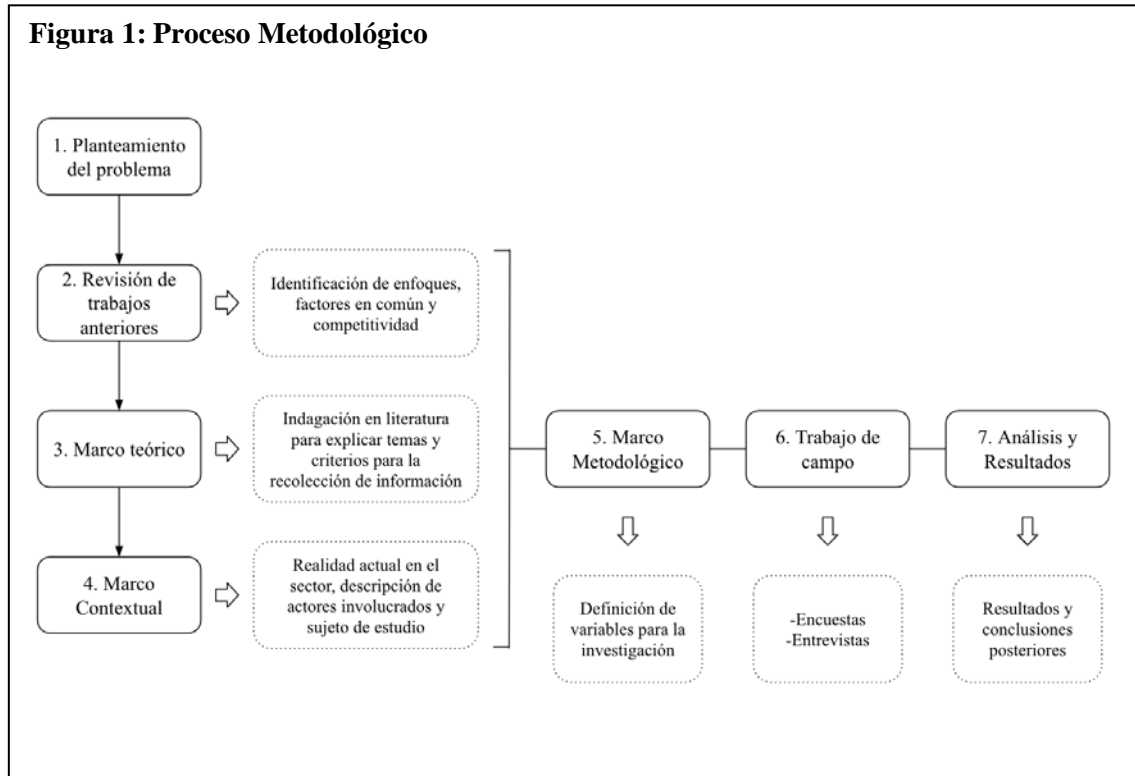 Figura 1: Proceso Metodológico
1. Planteamiento
del problema
2. Revisión de
trabajos
anteriores
Identificación de enfoques,
factores en común y
competitividad
3. Marco teórico
Indagación en literatura
para explicar temas y
criterios para la
recolección de información
4. Marco
Contextual
Realidad actual en el
sector, descripción de
actores involucrados y
sujeto de estudio
5. Marco
Metodológico
6. Trabajo de
campo
7. Análisis y
Resultados
Definición de
variables para la
investigación
-Encuestas
-Entrevistas
Resultados y
conclusiones
posteriores